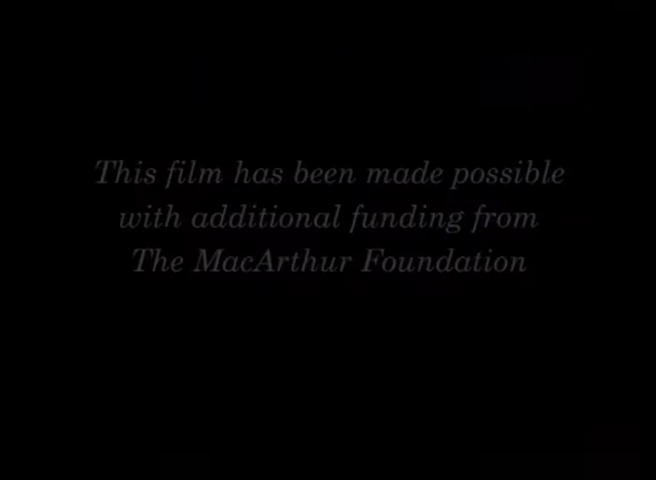 This film has been made possible
with additional funding from
The MacArthur Foundation